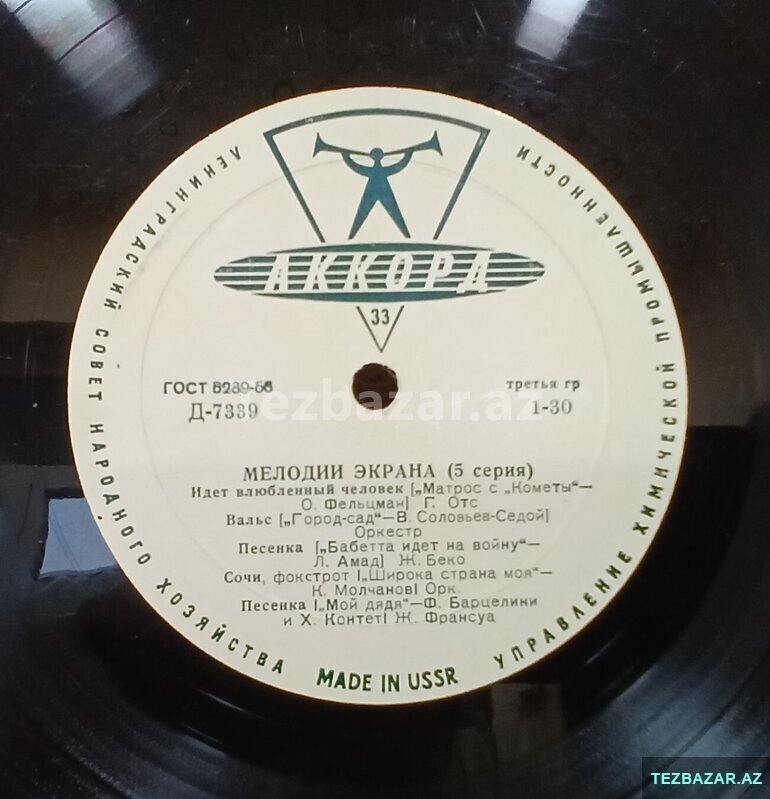 ЛЕНИНГРАДСКИЙ СОВЕТ НАРОДНОГО ХОЗЯЙСТВА
УПРАВЛЕНИЕ ХИМИЧЕСКОЙ ПРОМЫШЛЕННОСТИ
АККОРД
33
ГОСТ 5289-56
третья гр
Д-7339
1-30
tezbazar.az
МЕЛОДИИ ЭКРАНА (5 серия)
Идет влюбленный человек [„Матрос с „Кометы“—
О. Фельцман] Г. Отс
Вальс [„Город-сад“—В. Соловьев-Седой]
Оркестр
Песенка [„Бабетта идет на войну“—
Л. Амад] Ж. Беко
Сочи, фокстрот [„Широка страна моя“—
К. Молчанов] Орк.
Песенка [„Мой дядя“—Ф. Барцелини
и Х. Контет] Ж. Франсуа
MADE IN USSR
TEZBAZAR.AZ